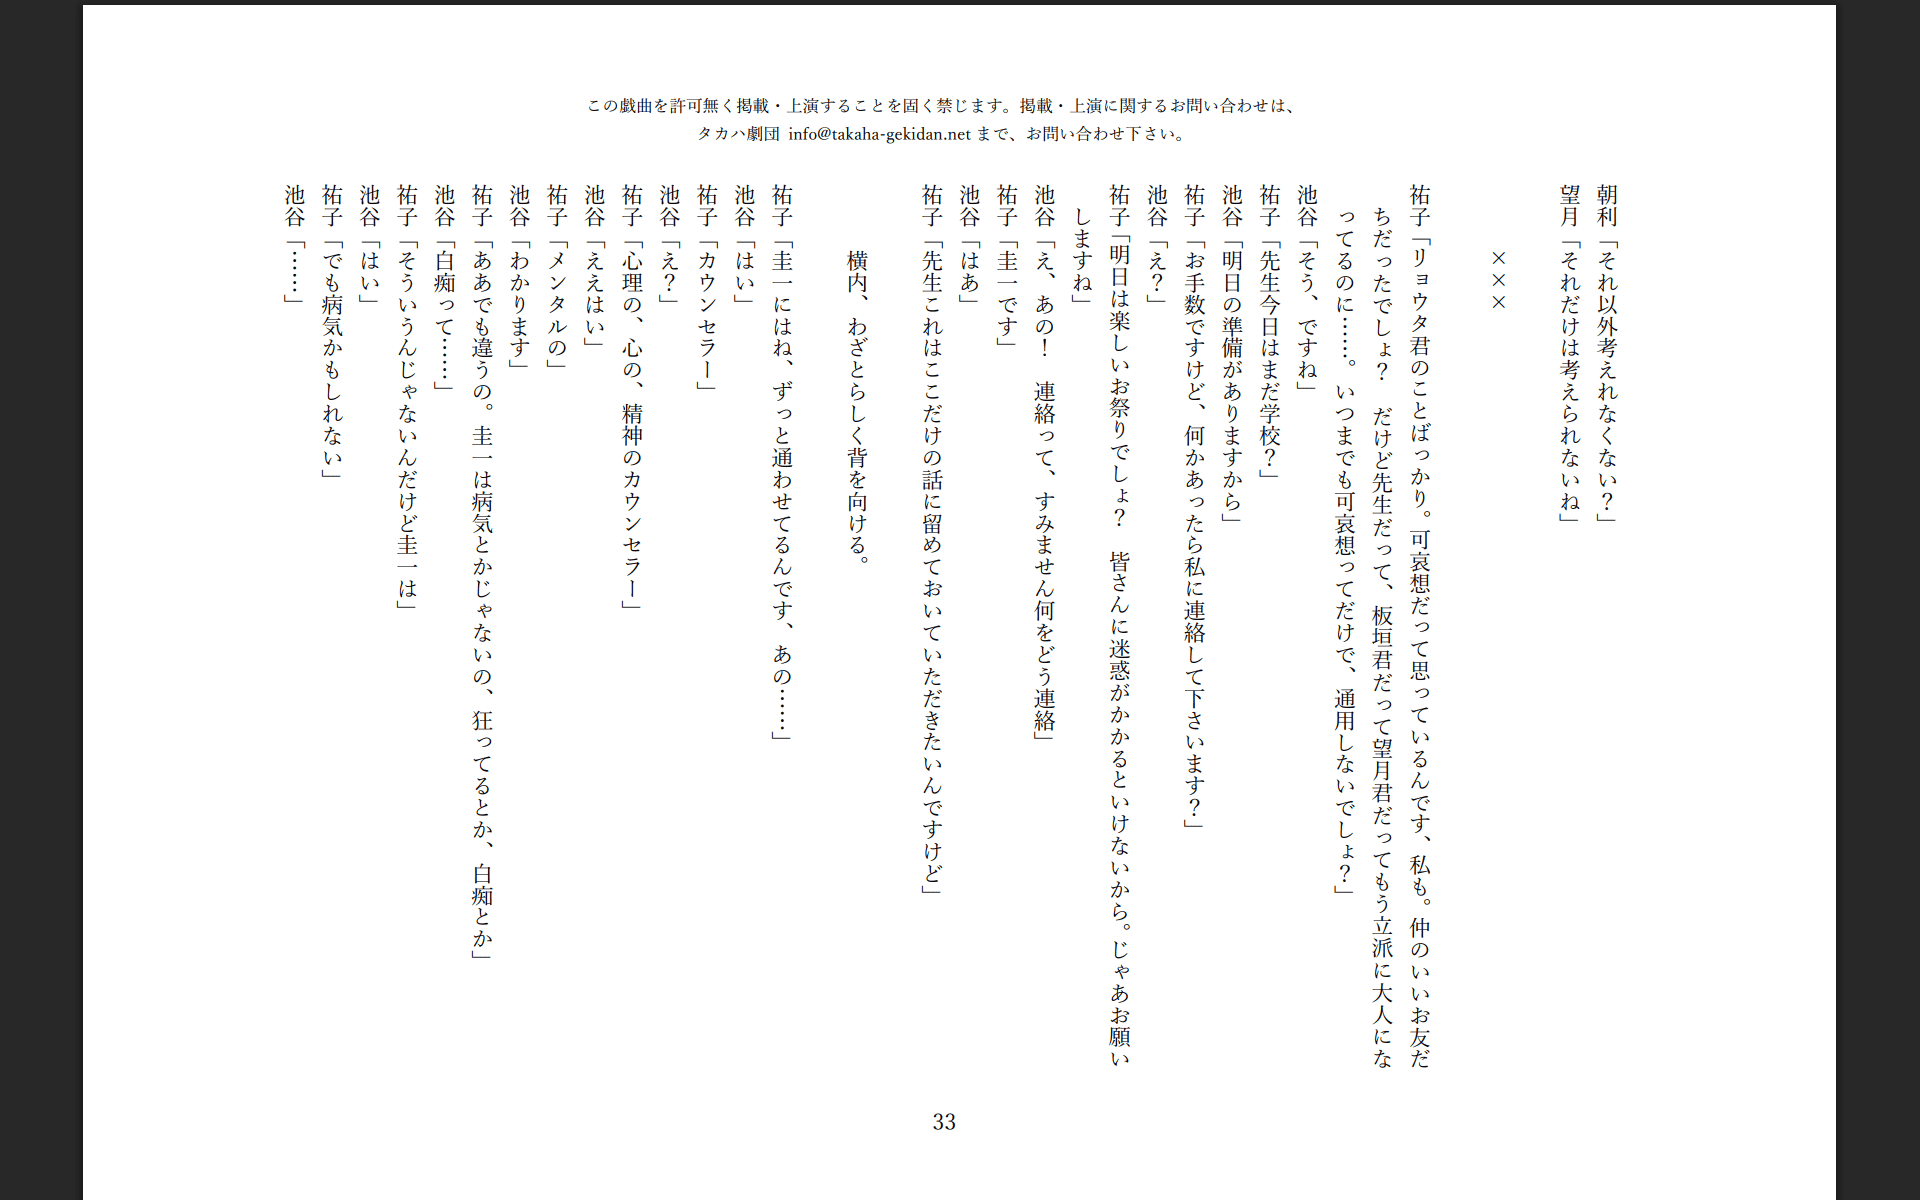 この戯曲を許可無く掲載・上演することを固く禁じます。掲載・上演に関するお問い合わせは、
タカハ劇団 info@takaha-gekidan.net まで、お問い合わせ下さい。
朝利「それ以外考えれなくない？」
望月「それだけは考えられないね」
×××
祐子「リョウタ君のことばっかり。可哀想だって思っているんです、私も。仲のいいお友だ
ちだったでしょ？　だけど先生だって、板垣君だって望月君だってもう立派に大人にな
ってるのに……。いつまでも可哀想ってだけで、通用しないでしょ？」
池谷「そう、ですね」
祐子「先生今日はまだ学校？」
池谷「明日の準備がありますから」
祐子「お手数ですけど、何かあったら私に連絡して下さいます？」
池谷「え？」
祐子「明日は楽しいお祭りでしょ？　皆さんに迷惑がかかるといけないから。じゃあお願い
しますね」
池谷「え、あの！　連絡って、すみません何をどう連絡」
祐子「圭一です」
池谷「はあ」
祐子「先生これはここだけの話に留めておいていただきたいんですけど」
横内、わざとらしく背を向ける。
祐子「圭一にはね、ずっと通わせてるんです、あの……」
池谷「はい」
祐子「カウンセラー」
池谷「え？」
祐子「心理の、心の、精神のカウンセラー」
池谷「ええはい」
祐子「メンタルの」
池谷「わかります」
祐子「ああでも違うの。圭一は病気とかじゃないの、狂ってるとか、白痴とか」
池谷「白痴って……」
祐子「そういうんじゃないんだけど圭一は」
池谷「はい」
祐子「でも病気かもしれない」
池谷「……」
33